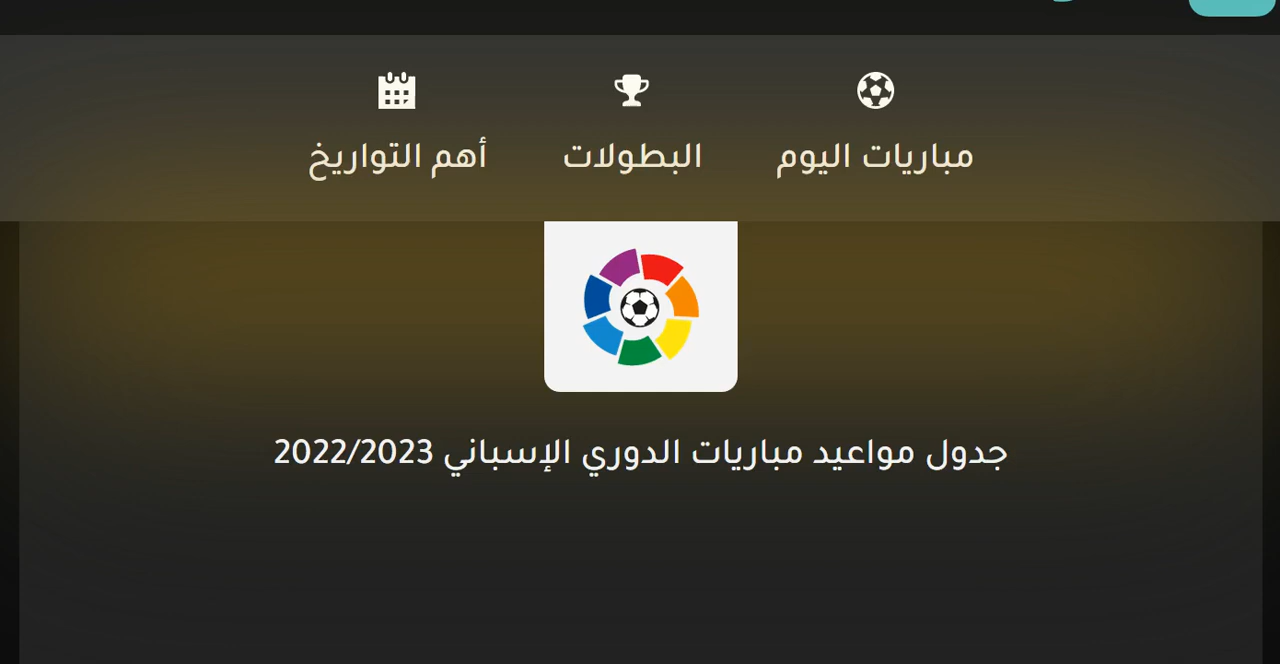 مباريات اليوم
البطولات
أهم التواريخ
جدول مواعيد مباريات الدوري الإسباني 2022/2023